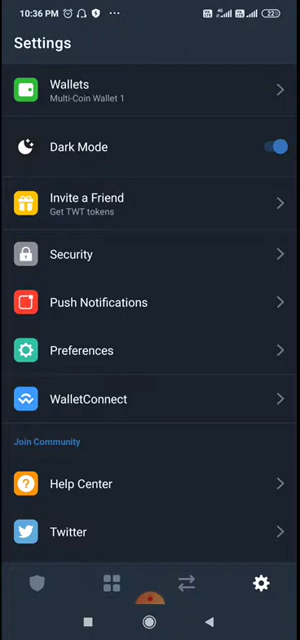 10:36 PM
Settings
Wallets
Multi-Coin Wallet 1
Dark Mode
Invite a Friend
Get TWT tokens
Security
Push Notifications
Preferences
WalletConnect
Join Community
Help Center
Twitter